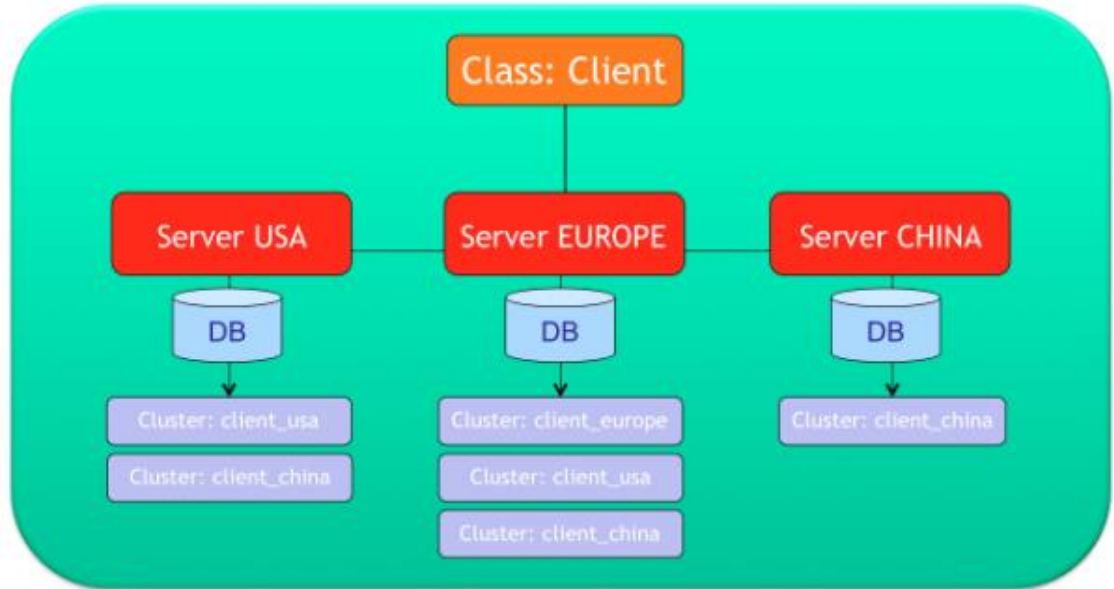 Class: Client
Server USA
Server EUROPE
Server CHINA
DB
DB
DB
Cluster: client_usa
Cluster: client_europe
Cluster: client_china
Cluster: client_china
Cluster: client_usa
Cluster: client_china